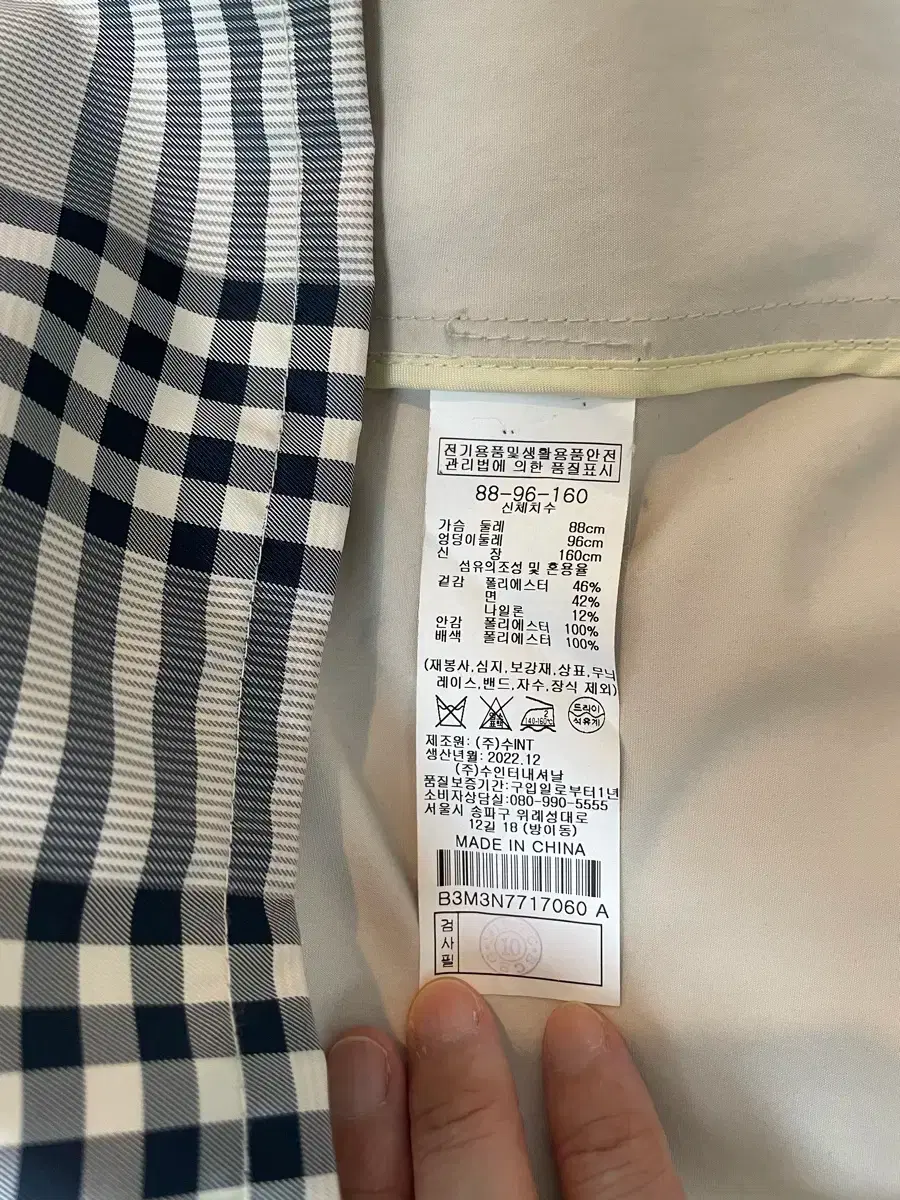 전기용품및생활용품안전
관리법에 의한 품질표시
88-96-160
신체치수
가슴 둘레 88cm
엉덩이둘레 96cm
신 장 160cm
섬유의조성 및 혼용율
겉감 폴리에스터 46%
면 42%
나일론 12%
안감 폴리에스터 100%
배색 폴리에스터 100%
(재봉사,심지,보강재,상표,무늬
레이스,밴드,자수,장식 제외)
2
140-160℃
드라이
석유계
제조원: (주)수INT
생산년월: 2022.12
(주)수인터내셔날
품질보증기간:구입일로부터1년
소비자상담실:080-990-5555
서울시 송파구 위례성대로
12길 18 (방이동)
MADE IN CHINA
B3M3N7717060 A
검사필
10